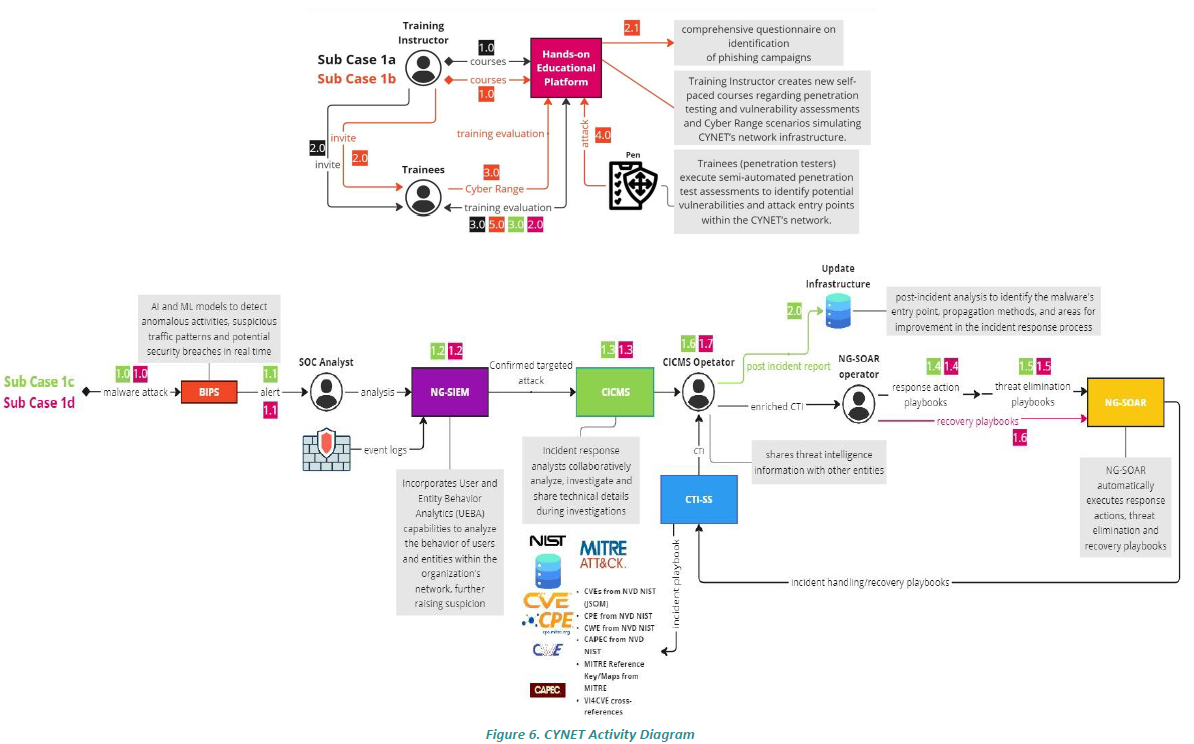 Training
Instructor
Sub Case 1a
Sub Case 1b
1.0
courses
courses
1.0
Hands-on
Educational
Platform
2.1
comprehensive questionnaire on
identification
of phishing campaigns
Training Instructor creates new self-
paced courses regarding penetration
testing and vulnerability assessments
and Cyber Range scenarios simulating
CYNET's network infrastructure.
invite
2.0
invite
2.0
training evaluation
attack
4.0
Pen
Trainees
3.0
Cyber Range
training evaluation
3.0 5.0 3.0 2.0
Trainees (penetration testers)
execute semi-automated penetration
test assessments to identify potential
vulnerabilities and attack entry points
within the CYNET's network.
Update
Infrastructure
2.0
post-incident analysis to identify the malware's
entry point, propagation methods, and areas for
improvement in the incident response process
AI and ML models to detect
anomalous activities, suspicious
traffic patterns and potential
security breaches in real time
Sub Case 1c
Sub Case 1d
1.0 1.0
malware attack
BIPS
1.1
alert
1.1
SOC Analyst
analysis
event logs
1.2 1.2
NG-SIEM
Confirmed targeted
attack
1.3 1.3
CICMS
1.6 1.7
CICMS Opetator
post incident report
enriched CTI
NG-SOAR
operator
1.4 1.4
response action
playbooks
1.5 1.5
threat elimination
playbooks
recovery playbooks
1.6
NG-SOAR
Incorporates User and
Entity Behavior
Analytics (UEBA)
capabilities to analyze
the behavior of users
and entities within the
organization's
network, further
raising suspicion
Incident response
analysts collaboratively
analyze, investigate and
share technical details
during investigations
CTI
CTI-SS
shares threat intelligence
information with other entities
NG-SOAR
automatically
executes response
actions, threat
elimination and
recovery playbooks
incident playbook
incident handling/recovery playbooks
NIST
MITRE
ATT&CK.
CVE
CPE
cpe.mitre.org
CWE
CAPEC
• CVEs from NVD NIST
(JSOM)
• CPE from NVD NIST
• CWE from NVD NIST
• CAPEC from NVD
NIST
• MITRE Reference
Key/Maps from
MITRE
• VI4CVE cross-
references
Figure 6. CYNET Activity Diagram